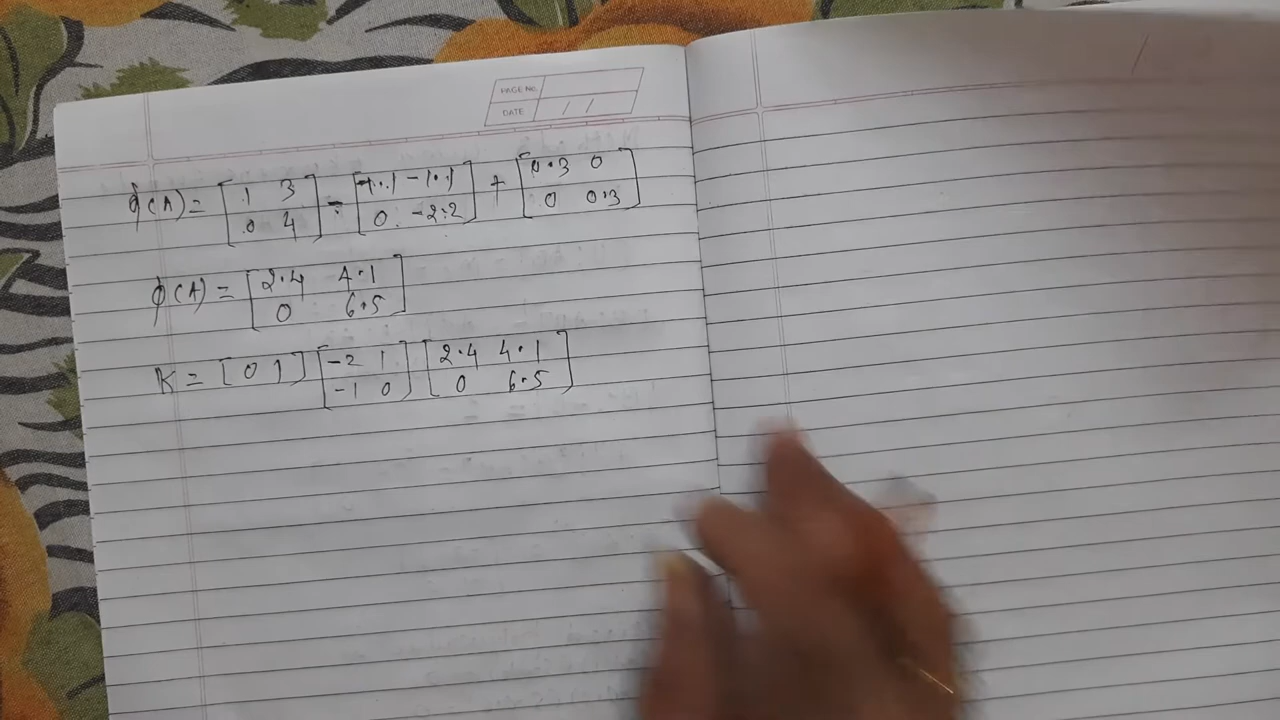 PAGE NO.
DATE / /
ϕ(A) = [1 3; 0 4] - [-1.1 -1.1; 0 -2.2] + [0.3 0; 0 0.3]
ϕ(A) = [2.4 4.1; 0 6.5]
K = [0 1] [-2 1; -1 0] [2.4 4.1; 0 6.5]